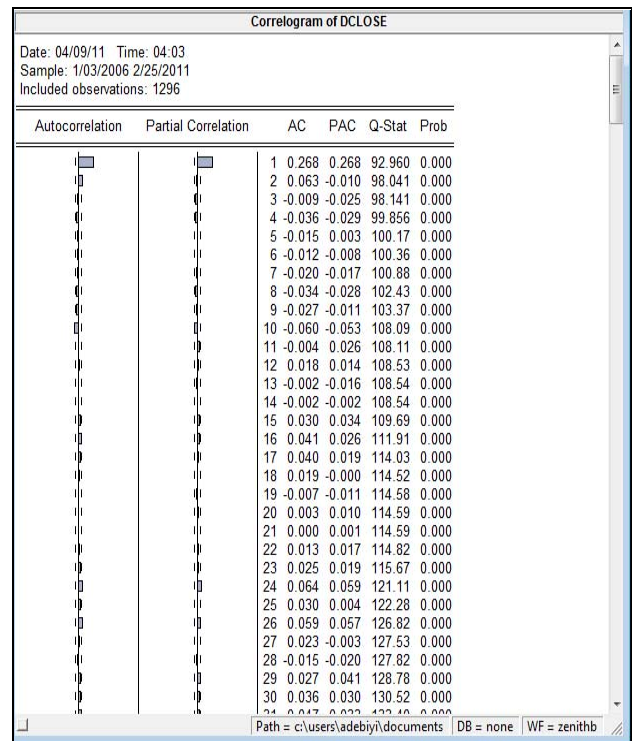 Correlogram of DCLOSE
Date: 04/09/11 Time: 04:03
Sample: 1/03/2006 2/25/2011
Included observations: 1296
Autocorrelation Partial Correlation AC PAC Q-Stat Prob
1 0.268 0.268 92.960 0.000
2 0.063 -0.010 98.041 0.000
3 -0.009 -0.025 98.141 0.000
4 -0.036 -0.029 99.856 0.000
5 -0.015 0.003 100.17 0.000
6 -0.012 -0.008 100.36 0.000
7 -0.020 -0.017 100.88 0.000
8 -0.034 -0.028 102.43 0.000
9 -0.027 -0.011 103.37 0.000
10 -0.060 -0.053 108.09 0.000
11 -0.004 0.026 108.11 0.000
12 0.018 0.014 108.53 0.000
13 -0.002 -0.016 108.54 0.000
14 -0.002 -0.002 108.54 0.000
15 0.030 0.034 109.69 0.000
16 0.041 0.026 111.91 0.000
17 0.040 0.019 114.03 0.000
18 0.019 -0.000 114.52 0.000
19 -0.007 -0.011 114.58 0.000
20 0.003 0.010 114.59 0.000
21 0.000 0.001 114.59 0.000
22 0.013 0.017 114.82 0.000
23 0.025 0.019 115.67 0.000
24 0.064 0.059 121.11 0.000
25 0.030 0.004 122.28 0.000
26 0.059 0.057 126.82 0.000
27 0.023 -0.003 127.53 0.000
28 -0.015 -0.020 127.82 0.000
29 0.027 0.041 128.78 0.000
30 0.036 0.030 130.52 0.000
Path = c:\users\adebiyi\documents DB = none WF = zenithb